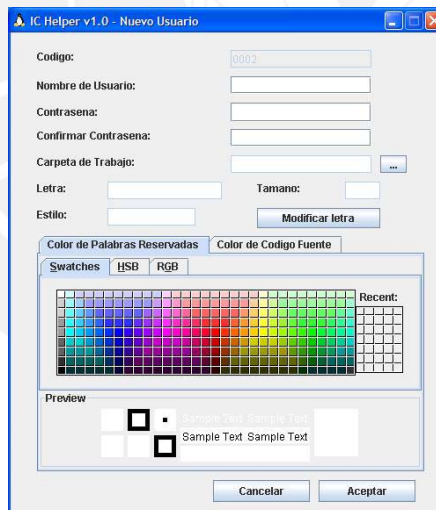 IC Helper v1.0 - Nuevo Usuario
Codigo: 0002
Nombre de Usuario:
Contrasena:
Confirmar Contrasena:
Carpeta de Trabajo: ...
Letra: Tamano:
Estilo: Modificar letra
Color de Palabras Reservadas Color de Codigo Fuente
Swatches HSB RGB
Recent:
Preview
Sample Text Sample Text
Sample Text Sample Text
Cancelar Aceptar